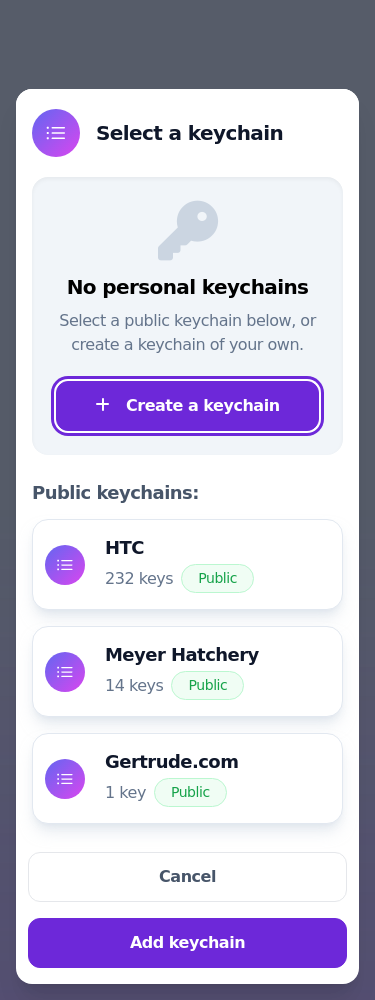 Select a keychain
No personal keychains
Select a public keychain below, or
create a keychain of your own.
Create a keychain
Public keychains:
HTC
232 keys Public
Meyer Hatchery
14 keys Public
Gertrude.com
1 key Public
Cancel
Add keychain